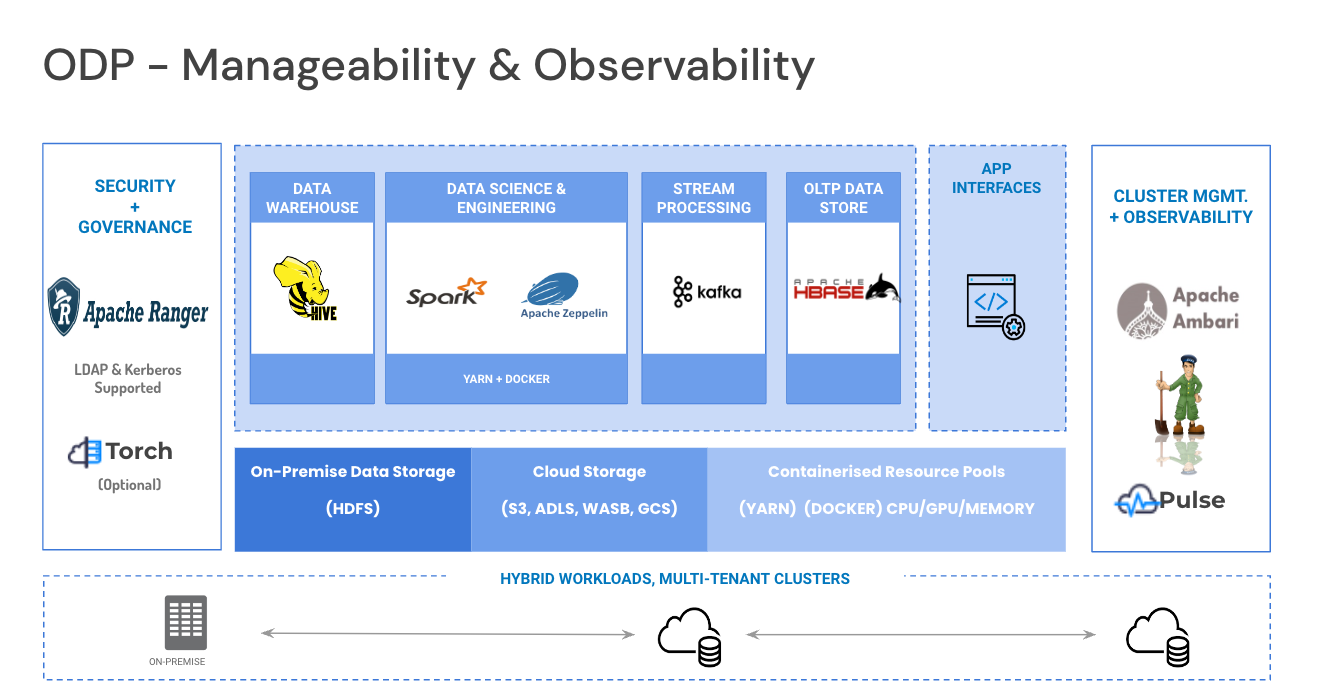 ODP - Manageability & Observability
SECURITY
+
GOVERNANCE
Apache Ranger
LDAP & Kerberos
Supported
Torch
(Optional)
DATA
WAREHOUSE
HIVE
DATA SCIENCE &
ENGINEERING
Spark
Apache Zeppelin
YARN + DOCKER
STREAM
PROCESSING
kafka
OLTP DATA
STORE
APACHE
HBASE
APP
INTERFACES
</>
CLUSTER MGMT.
+ OBSERVABILITY
Apache
Ambari
Pulse
On-Premise Data Storage
(HDFS)
Cloud Storage
(S3, ADLS, WASB, GCS)
Containerised Resource Pools
(YARN) (DOCKER) CPU/GPU/MEMORY
HYBRID WORKLOADS, MULTI-TENANT CLUSTERS
ON-PREMISE